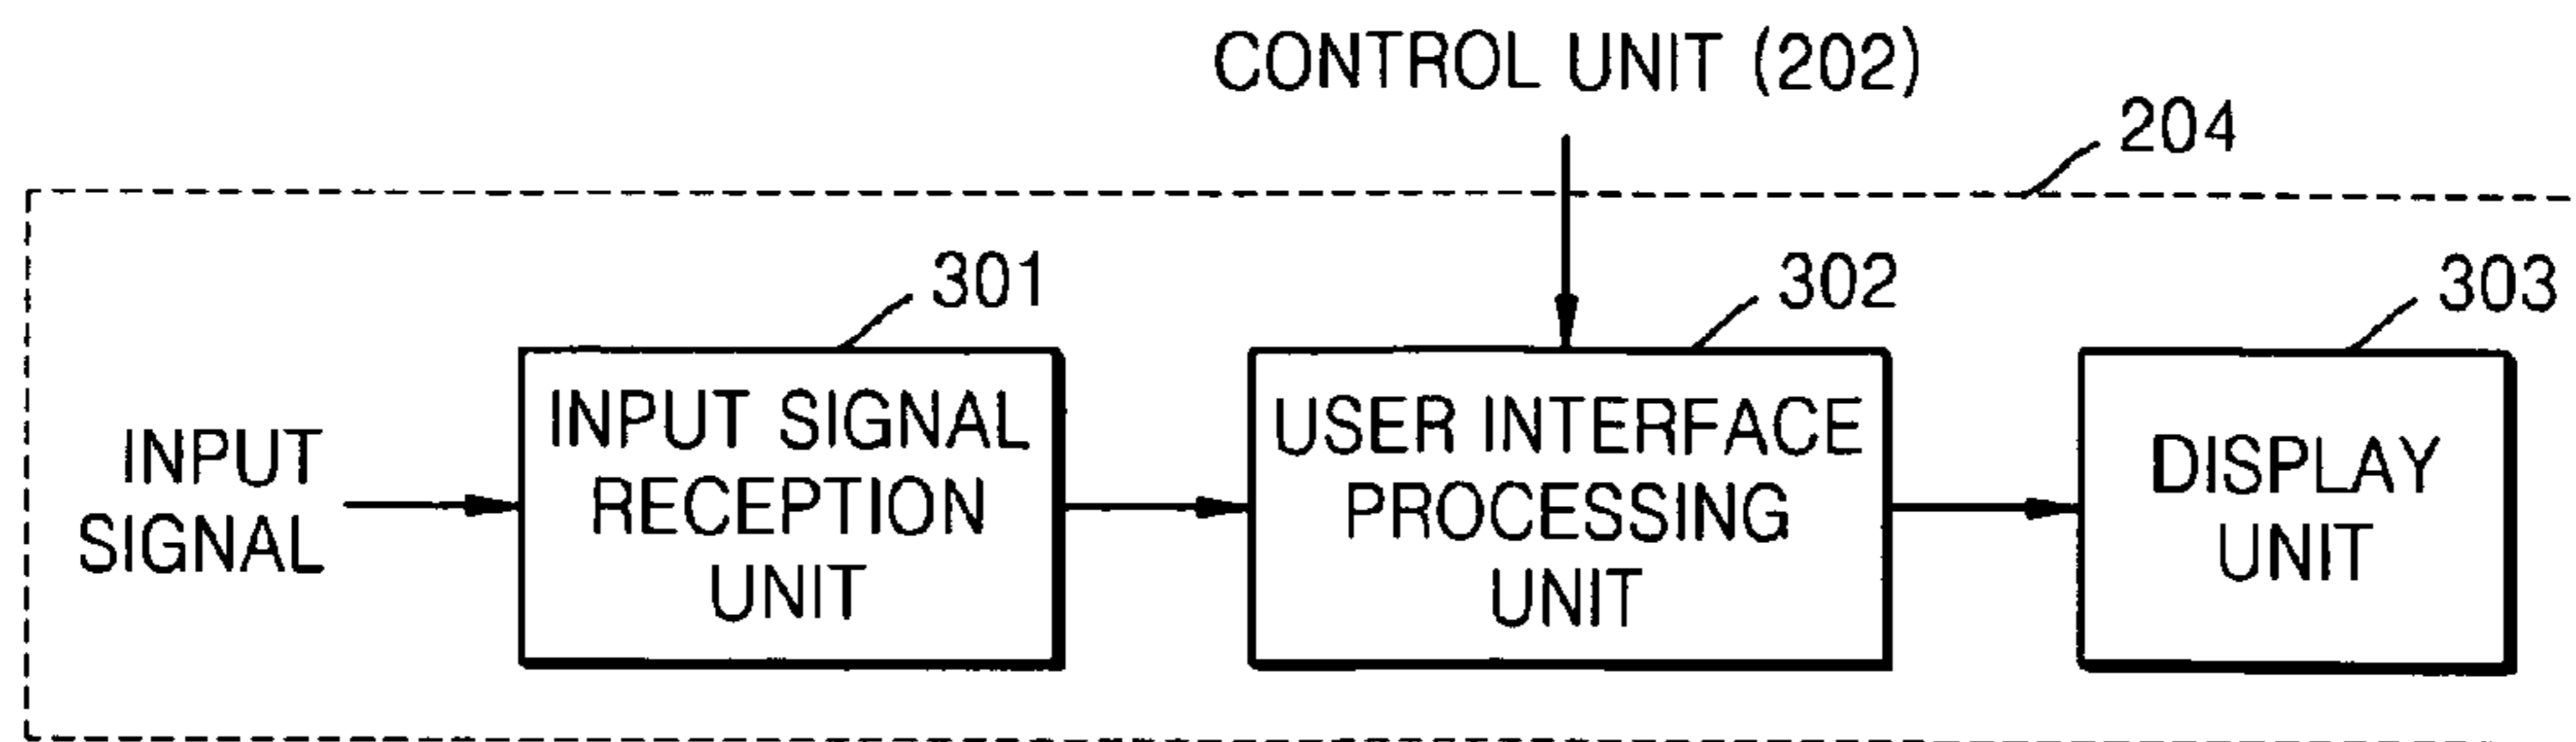 CONTROL UNIT (202)
204
301
302
303
INPUT
SIGNAL
INPUT SIGNAL
RECEPTION
UNIT
USER INTERFACE
PROCESSING
UNIT
DISPLAY
UNIT